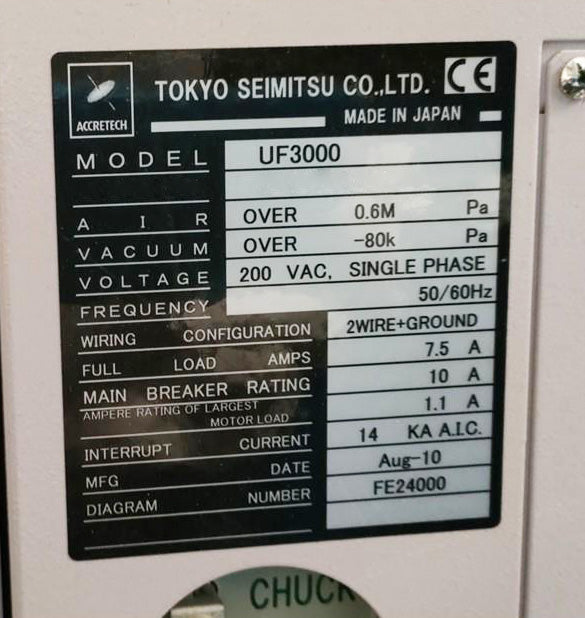 ACCRETECH
TOKYO SEIMITSU CO.,LTD. CE
MADE IN JAPAN
MODEL UF3000
AIR OVER 0.6M Pa
VACUUM OVER -80k Pa
VOLTAGE 200 VAC, SINGLE PHASE
FREQUENCY 50/60Hz
WIRING CONFIGURATION 2WIRE+GROUND
FULL LOAD AMPS 7.5 A
MAIN BREAKER RATING 10 A
AMPERE RATING OF LARGEST
MOTOR LOAD 1.1 A
INTERRUPT CURRENT 14 KA A.I.C.
MFG DATE Aug-10
DIAGRAM NUMBER FE24000
CHUCK